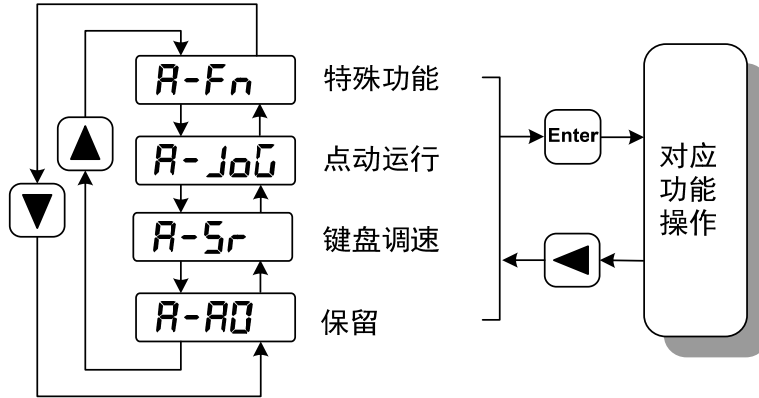 A-Fn 特殊功能
A-JoG 点动运行
A-Sr 键盘调速
A-A0 保留
Enter
对应
功能
操作